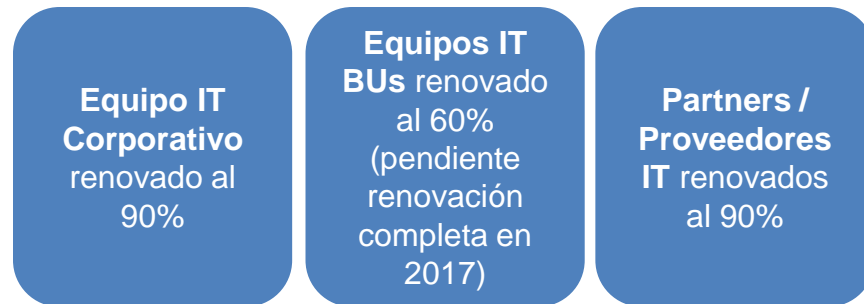 Equipo IT
Corporativo
renovado al
90%
Equipos IT
BUs renovado
al 60%
(pendiente
renovación
completa en
2017)
Partners /
Proveedores
IT renovados
al 90%